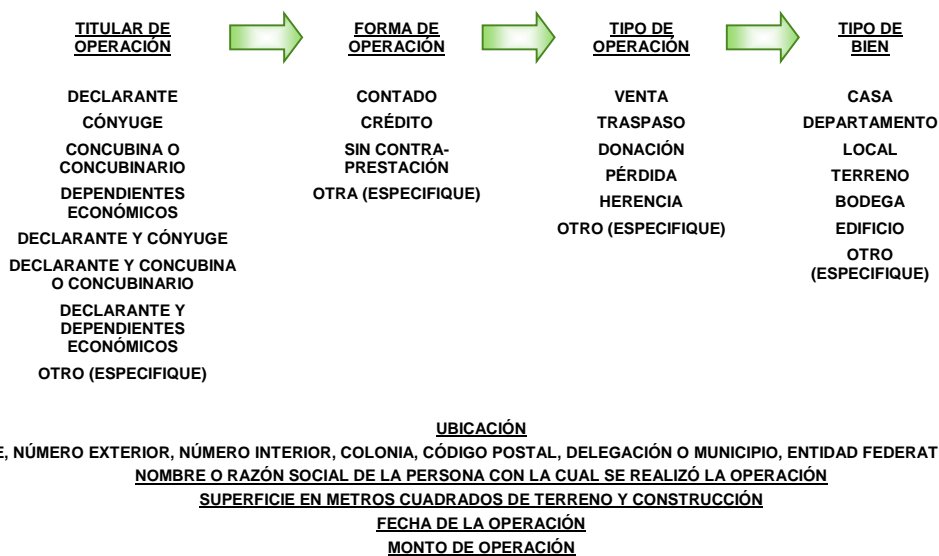 TITULAR DE
OPERACIÓN
FORMA DE
OPERACIÓN
TIPO DE
OPERACIÓN
TIPO DE
BIEN
DECLARANTE
CÓNYUGE
CONCUBINA O
CONCUBINARIO
DEPENDIENTES
ECONÓMICOS
DECLARANTE Y CÓNYUGE
DECLARANTE Y CONCUBINA
O CONCUBINARIO
DECLARANTE Y
DEPENDIENTES
ECONÓMICOS
OTRO (ESPECIFIQUE)
CONTADO
CRÉDITO
SIN CONTRA-
PRESTACIÓN
OTRA (ESPECIFIQUE)
VENTA
TRASPASO
DONACIÓN
PÉRDIDA
HERENCIA
OTRO (ESPECIFIQUE)
CASA
DEPARTAMENTO
LOCAL
TERRENO
BODEGA
EDIFICIO
OTRO
(ESPECIFIQUE)
UBICACIÓN
E, NÚMERO EXTERIOR, NÚMERO INTERIOR, COLONIA, CÓDIGO POSTAL, DELEGACIÓN O MUNICIPIO, ENTIDAD FEDERAT
NOMBRE O RAZÓN SOCIAL DE LA PERSONA CON LA CUAL SE REALIZÓ LA OPERACIÓN
SUPERFICIE EN METROS CUADRADOS DE TERRENO Y CONSTRUCCIÓN
FECHA DE LA OPERACIÓN
MONTO DE OPERACIÓN